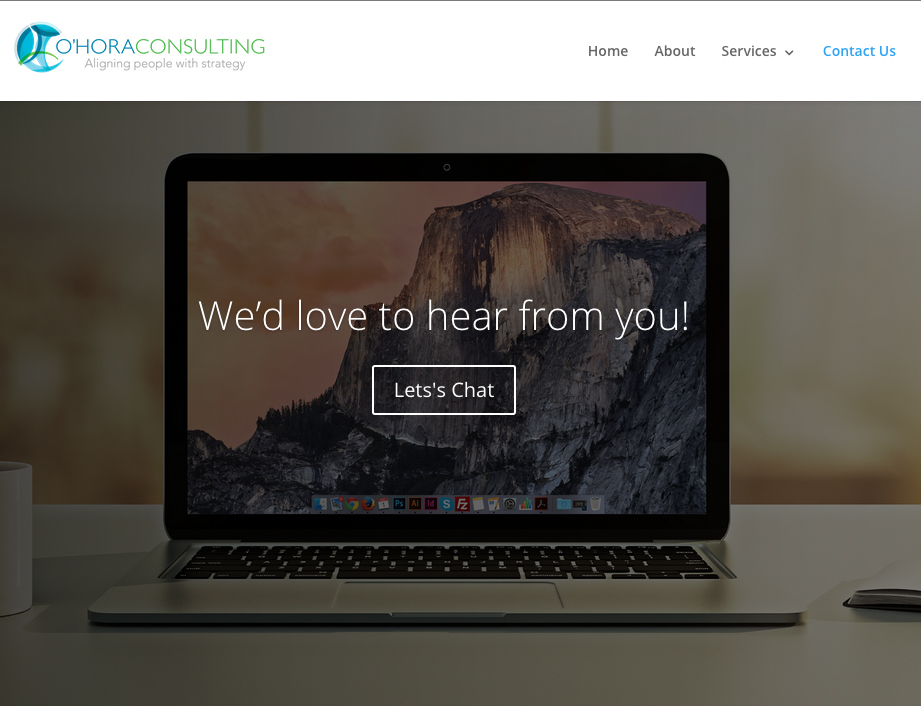 O'HORACONSULTING
Aligning people with strategy
Home About Services Contact Us
We’d love to hear from you!
Lets's Chat